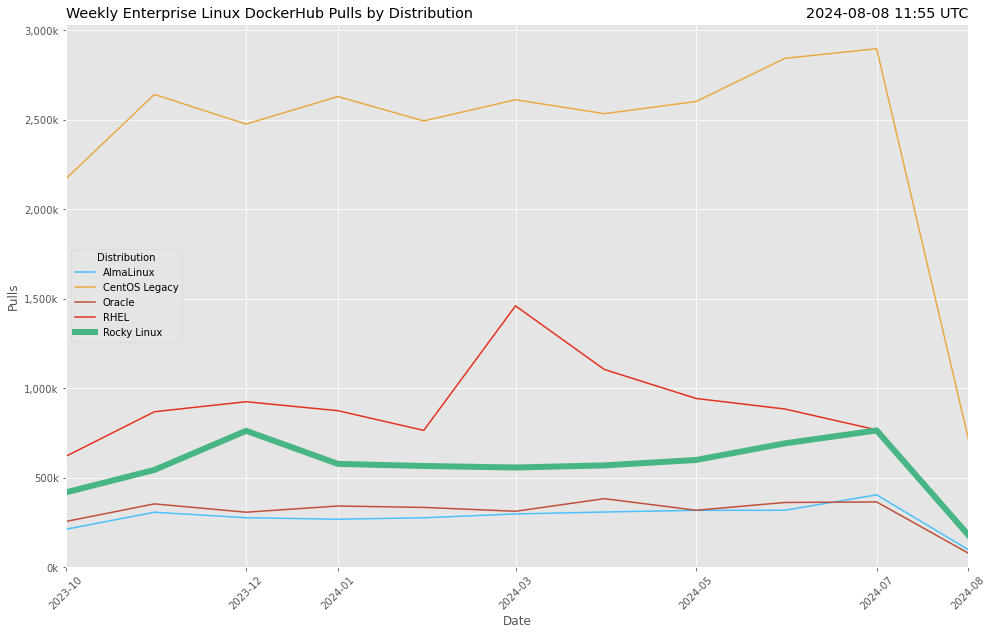 Weekly Enterprise Linux DockerHub Pulls by Distribution
2024-08-08 11:55 UTC
3,000k
2,500k
2,000k
1,500k
1,000k
500k
0k
Pulls
Distribution
AlmaLinux
CentOS Legacy
Oracle
RHEL
Rocky Linux
2023-10
2023-12
2024-01
2024-03
2024-05
2024-07
2024-08
Date